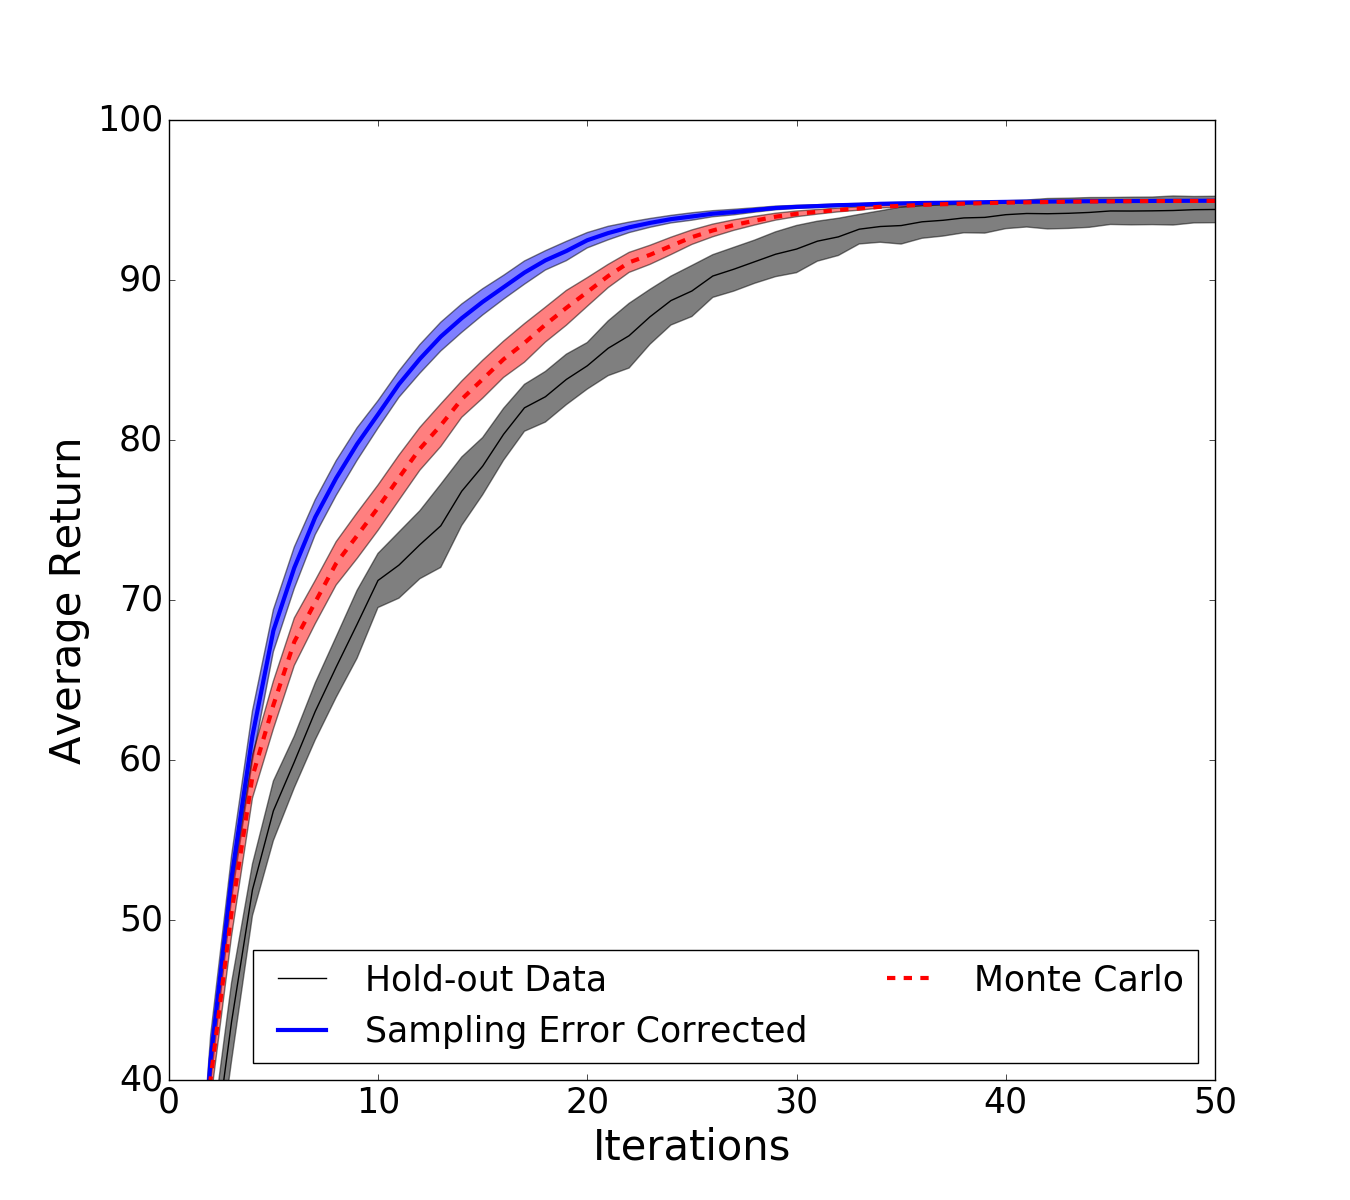 100
90
80
70
60
50
40
Average Return
Hold-out Data
Sampling Error Corrected
Monte Carlo
0 10 20 30 40 50
Iterations